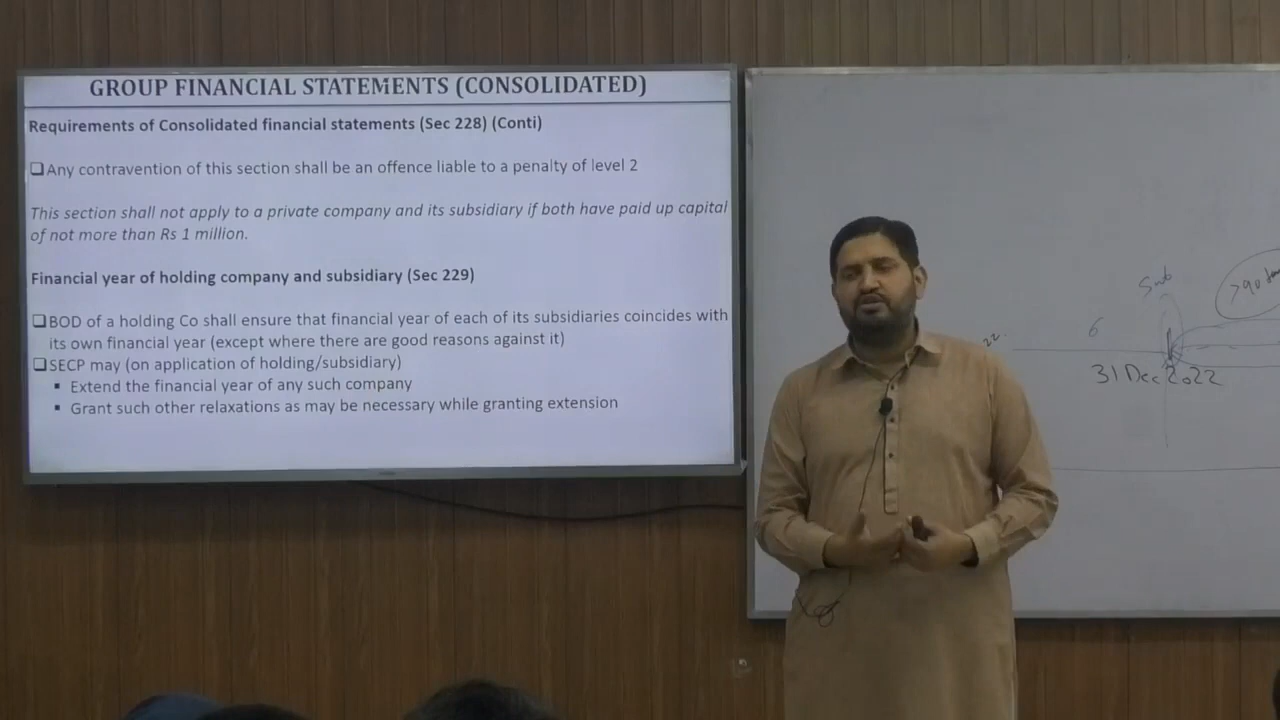 GROUP FINANCIAL STATEMENTS (CONSOLIDATED)
Requirements of Consolidated financial statements (Sec 228) (Conti)
❑Any contravention of this section shall be an offence liable to a penalty of level 2
This section shall not apply to a private company and its subsidiary if both have paid up capital
of not more than Rs 1 million.
Financial year of holding company and subsidiary (Sec 229)
❑BOD of a holding Co shall ensure that financial year of each of its subsidiaries coincides with
its own financial year (except where there are good reasons against it)
❑SECP may (on application of holding/subsidiary)
▪ Extend the financial year of any such company
▪ Grant such other relaxations as may be necessary while granting extension
Sub
6
22.
31 Dec 2022